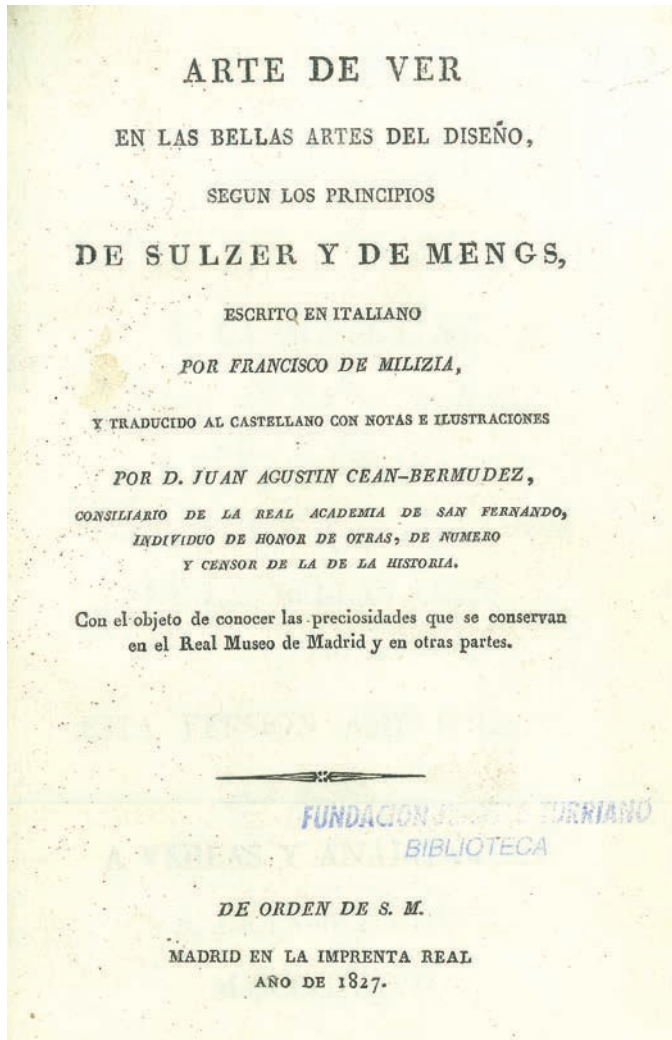 ARTE DE VER
EN LAS BELLAS ARTES DEL DISEÑO,
SEGUN LOS PRINCIPIOS
DE SULZER Y DE MENGS,
ESCRITO EN ITALIANO
POR FRANCISCO DE MILIZIA,
Y TRADUCIDO AL CASTELLANO CON NOTAS E ILUSTRACIONES
POR D. JUAN AGUSTIN CEAN-BERMUDEZ,
CONSILIARIO DE LA REAL ACADEMIA DE SAN FERNANDO,
INDIVIDUO DE HONOR DE OTRAS, DE NUMERO
Y CENSOR DE LA DE LA HISTORIA.
Con el objeto de conocer las preciosidades que se conservan
en el Real Museo de Madrid y en otras partes.
FUNDACION TURRIANO
BIBLIOTECA
DE ORDEN DE S. M.
MADRID EN LA IMPRENTA REAL
AÑO DE 1827.